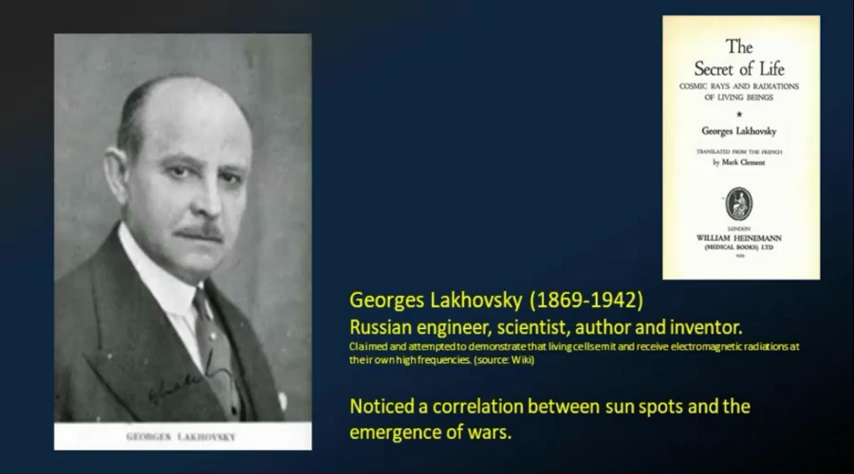 The
Secret of Life
COSMIC RAYS AND RADIATIONS
OF LIVING BEINGS
*
Georges Lakhovsky
TRANSLATED FROM THE FRENCH
by Mark Clement
LONDON
WILLIAM HEINEMANN
(MEDICAL BOOKS) LTD
GEORGES LAKHOVSKY
Georges Lakhovsky (1869-1942)
Russian engineer, scientist, author and inventor.
Claimed and attempted to demonstrate that living cells emit and receive electromagnetic radiations at
their own high frequencies. (source: Wiki)
Noticed a correlation between sun spots and the
emergence of wars.